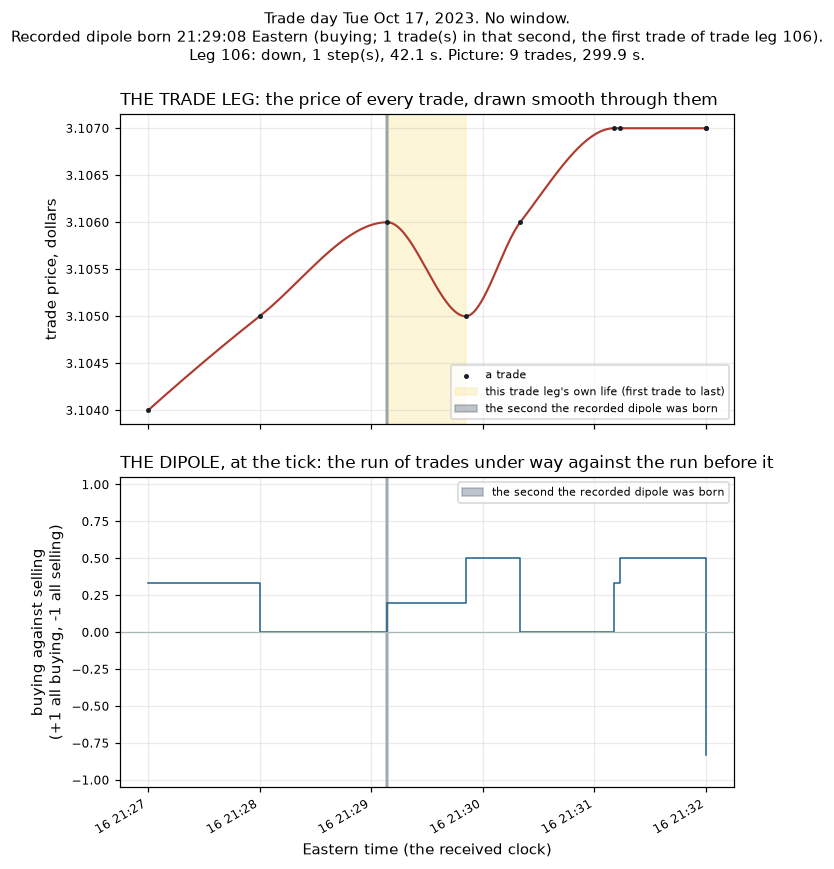 Trade day Tue Oct 17, 2023. No window.
Recorded dipole born 21:29:08 Eastern (buying; 1 trade(s) in that second, the first trade of trade leg 106).
Leg 106: down, 1 step(s), 42.1 s. Picture: 9 trades, 299.9 s.
THE TRADE LEG: the price of every trade, drawn smooth through them
trade price, dollars
3.1070
3.1065
3.1060
3.1055
3.1050
3.1045
3.1040
a trade
this trade leg's own life (first trade to last)
the second the recorded dipole was born
THE DIPOLE, at the tick: the run of trades under way against the run before it
buying against selling
(+1 all buying, -1 all selling)
1.00
0.75
0.50
0.25
0.00
−0.25
−0.50
−0.75
−1.00
the second the recorded dipole was born
16 21:27
16 21:28
16 21:29
16 21:30
16 21:31
16 21:32
Eastern time (the received clock)